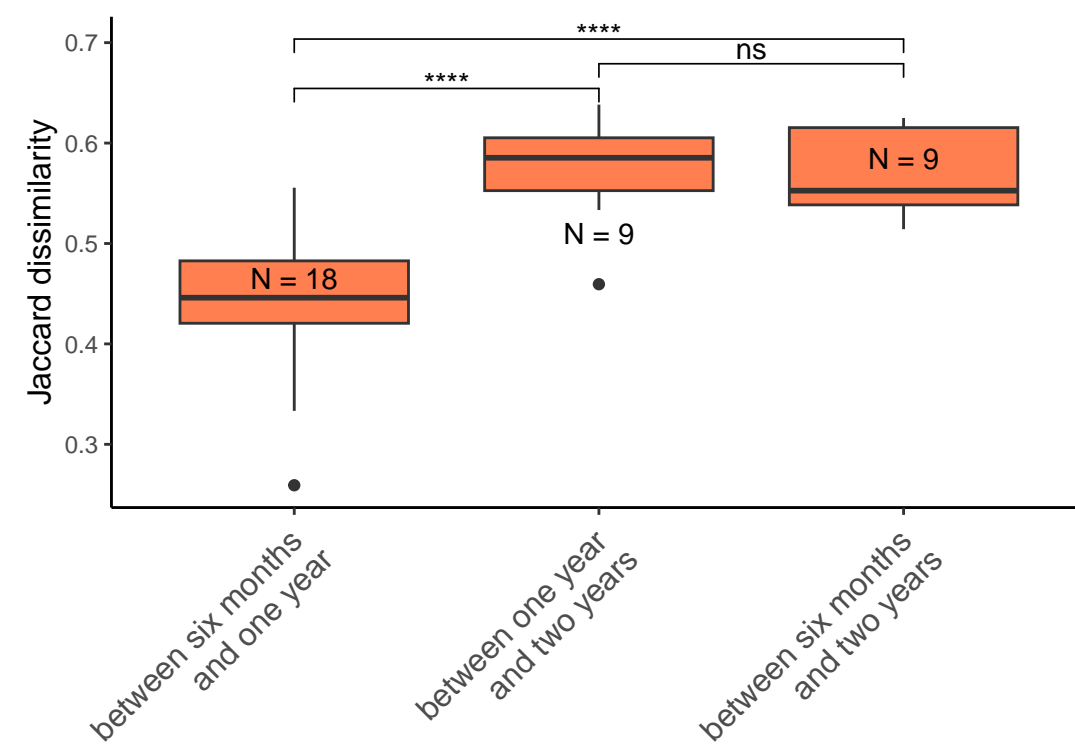 Jaccard dissimilarity
0.7
0.6
0.5
0.4
0.3
****
ns
****
N = 18
N = 9
N = 9
between six months
and one year
between one year
and two years
between six months
and two years